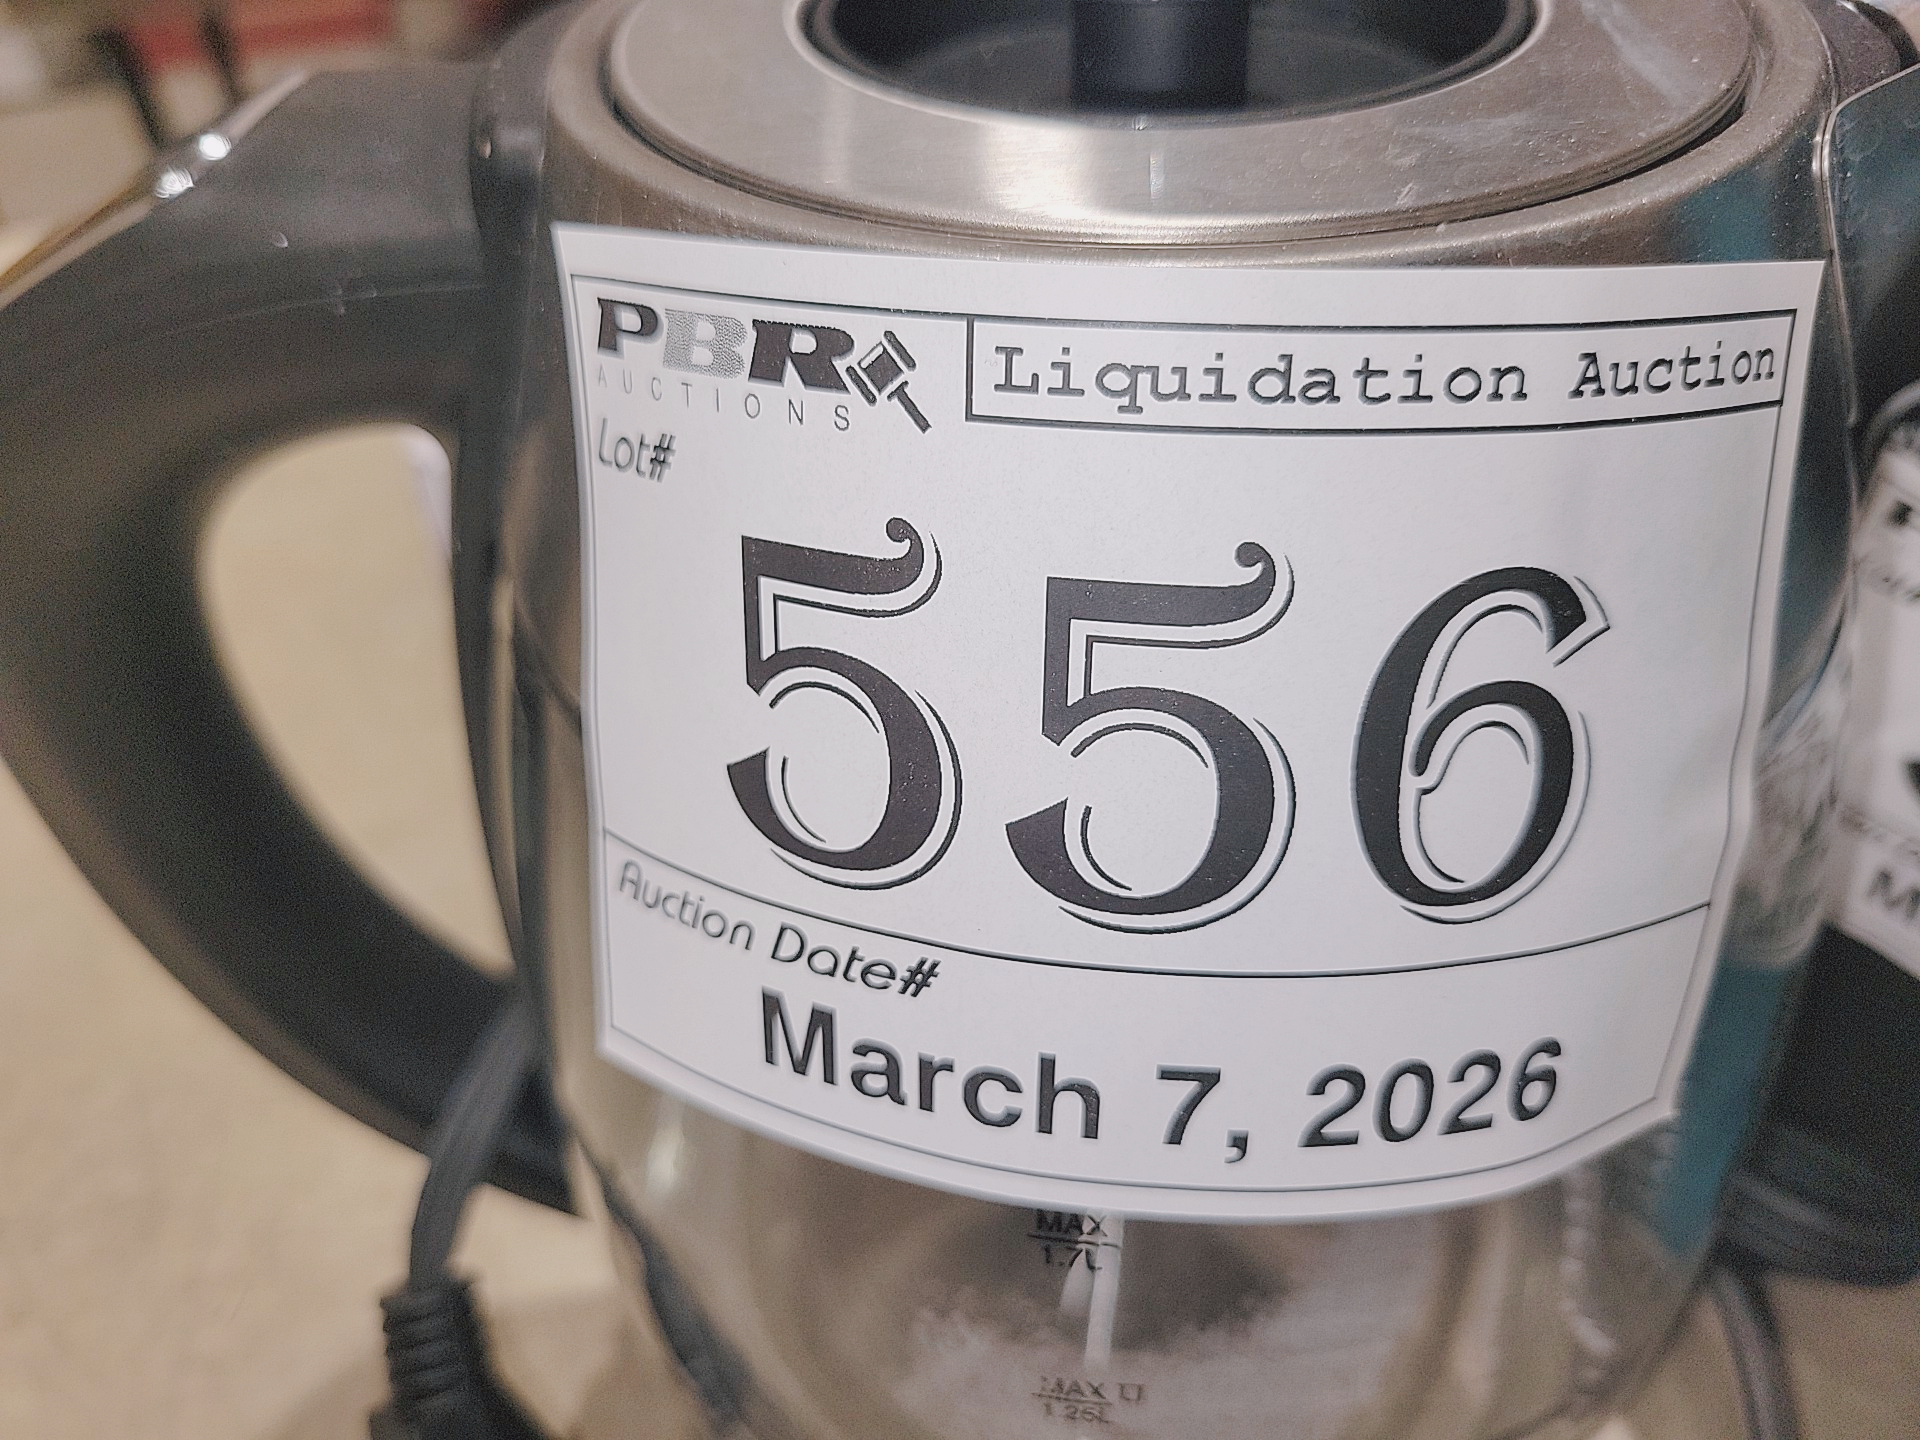 PBR
AUCTIONS
Liquidation Auction
Lot#
556
Auction Date#
March 7, 2026
MAX
1.7L
MAX
1.25L